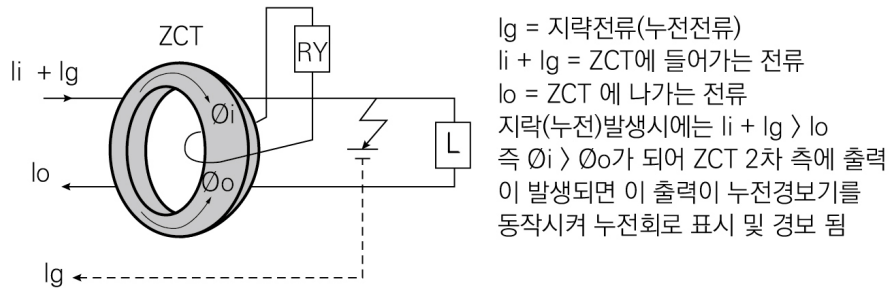 ZCT
RY
Ii + Ig
Øi
L
Io
Øo
Ig
Ig = 지략전류(누전전류)
Ii + Ig = ZCT에 들어가는 전류
Io = ZCT 에 나가는 전류
지락(누전)발생시에는 Ii + Ig > Io
즉 Øi > Øo가 되어 ZCT 2차 측에 출력
이 발생되면 이 출력이 누전경보기를
동작시켜 누전회로 표시 및 경보 됨